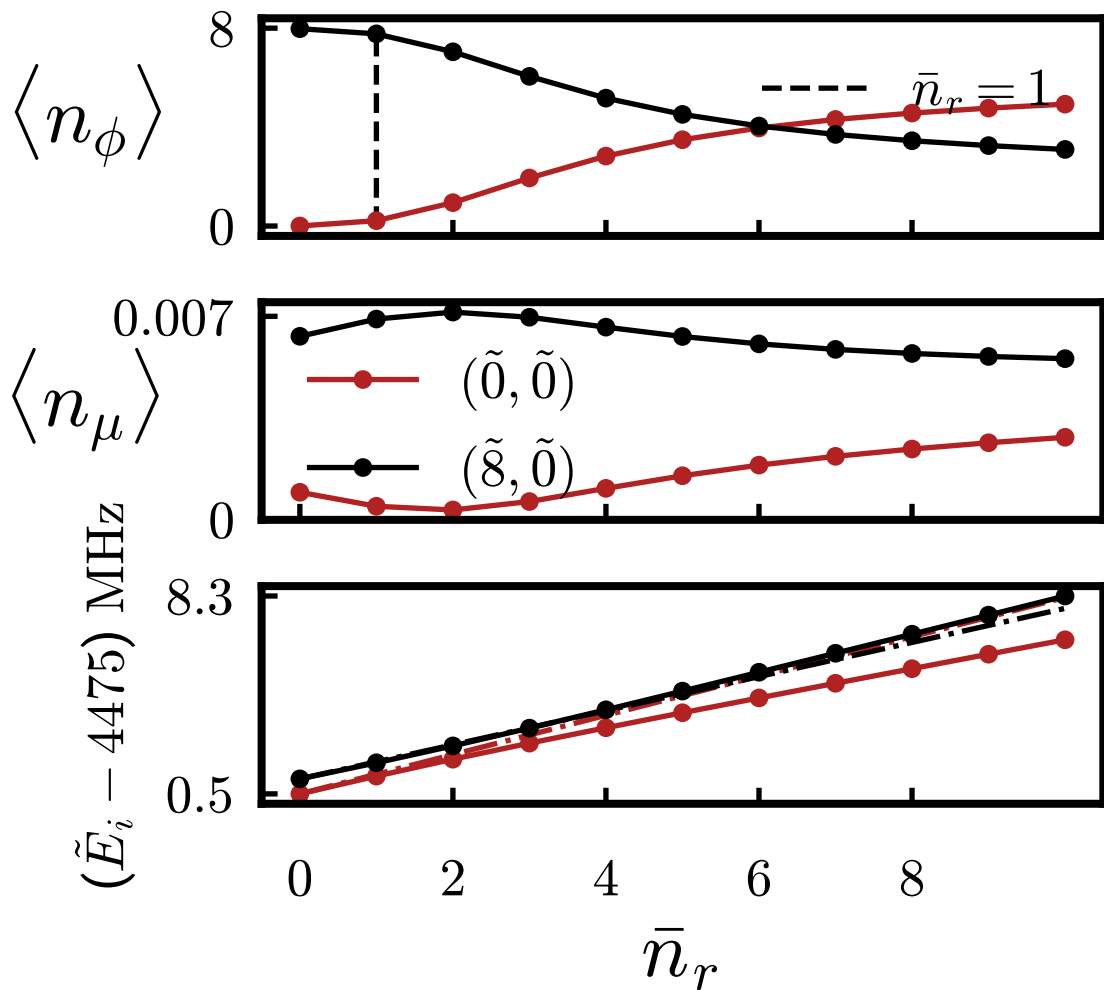 8
⟨n_ϕ⟩
n̄_r = 1
0
0.007
⟨n_μ⟩
(0̃, 0̃)
(8̃, 0̃)
0
(Ẽ_i − 4475) MHz
8.3
0.5
0 2 4 6 8
n̄_r